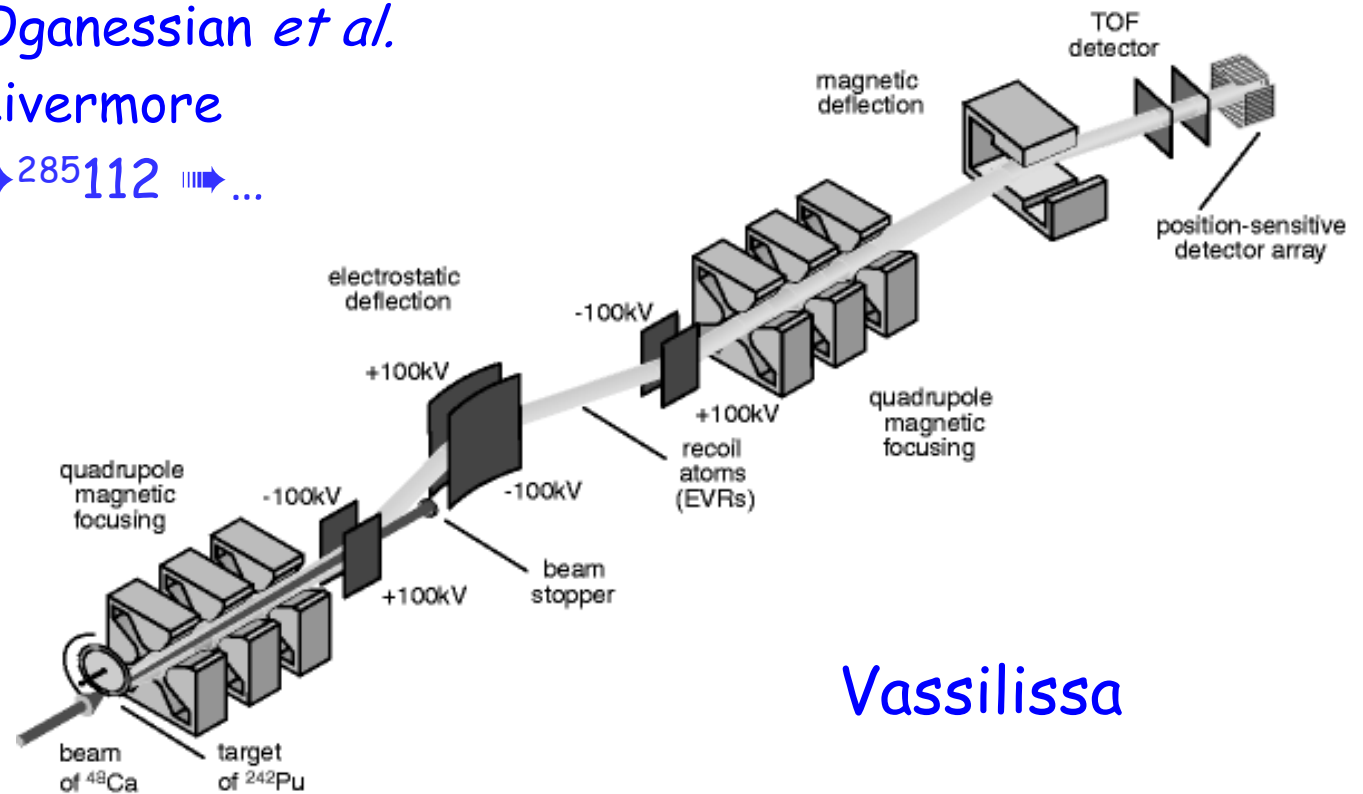 Oganessian et al.
Livermore
➠²⁸⁵112 ➠...
TOF
detector
magnetic
deflection
position-sensitive
detector array
electrostatic
deflection
-100kV
+100kV
+100kV
quadrupole
magnetic
focusing
recoil
atoms
(EVRs)
-100kV
quadrupole
magnetic
focusing
-100kV
+100kV
beam
stopper
Vassilissa
beam
of ⁴⁸Ca
target
of ²⁴²Pu